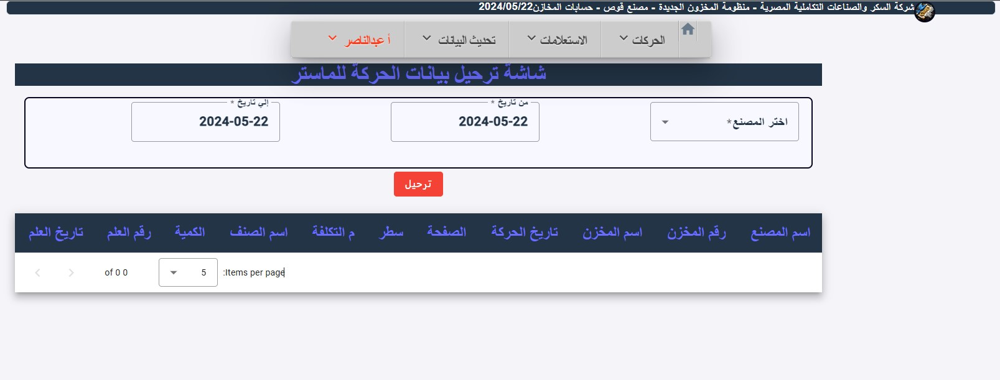 شركة السكر والصناعات التكاملية المصرية - منظومة المخزون الجديدة - مصنع قوص - حسابات المخازن2024/05/22
الحركات الاستعلامات تحديث البيانات أ عبدالناصر
شاشة ترحيل بيانات الحركة للماستر
من تاريخ * إلي تاريخ *
اختر المصنع* 2024-05-22 2024-05-22
ترحيل
اسم المصنع رقم المخزن اسم المخزن تاريخ الحركة الصفحة سطر م التكلفة اسم الصنف الكمية رقم العلم تاريخ العلم
:Items per page 5 of 0 0